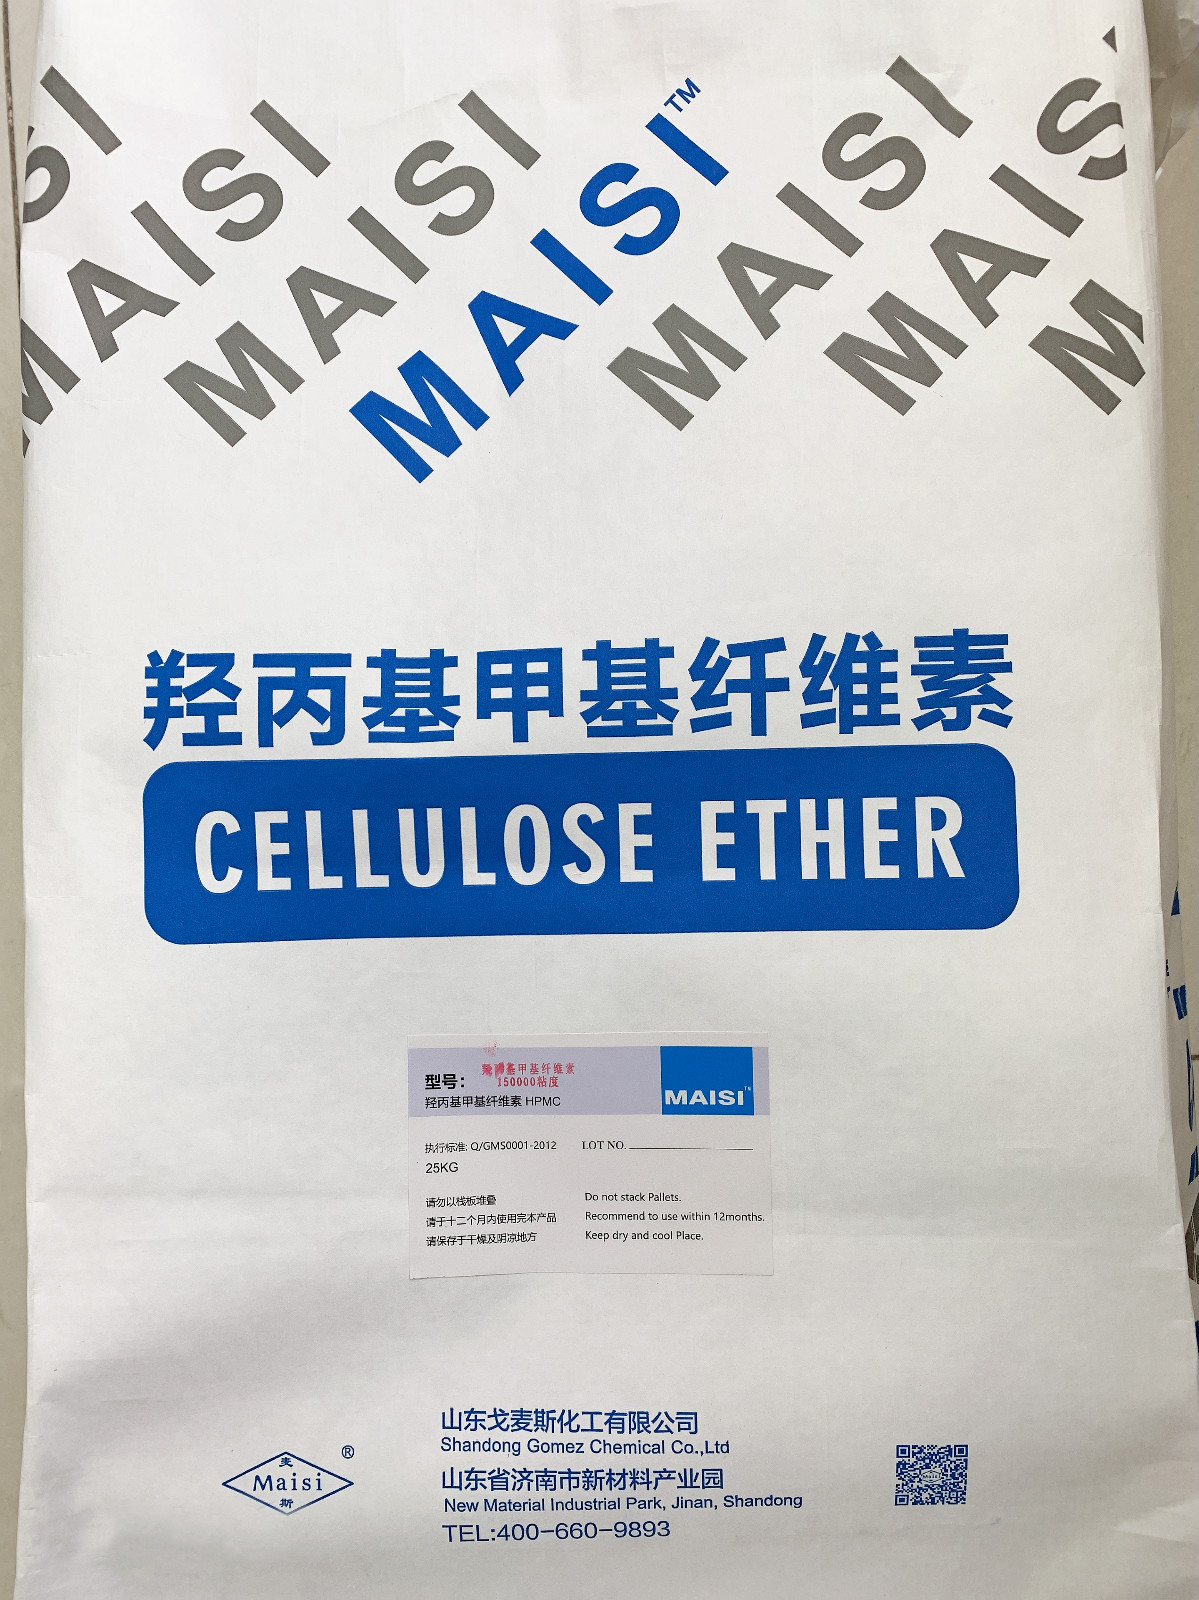 MAISI
MAISI
MAISI™
MAISI
MAISI
羟丙基甲基纤维素
CELLULOSE ETHER
型号：
羟丙基甲基纤维素
150000粘度
羟丙基甲基纤维素 HPMC
MAISI™
执行标准: Q/GMS0001-2012 LOT NO.
25KG
请勿以栈板堆叠 Do not stack Pallets.
请于十二个月内使用完本产品 Recommend to use within 12months.
请保存于干燥及阴凉地方 Keep dry and cool Place.
山东戈麦斯化工有限公司
Shandong Gomez Chemical Co.,Ltd
山东省济南市新材料产业园
New Material Industrial Park, Jinan, Shandong
TEL:400-660-9893
麦
Maisi®
斯